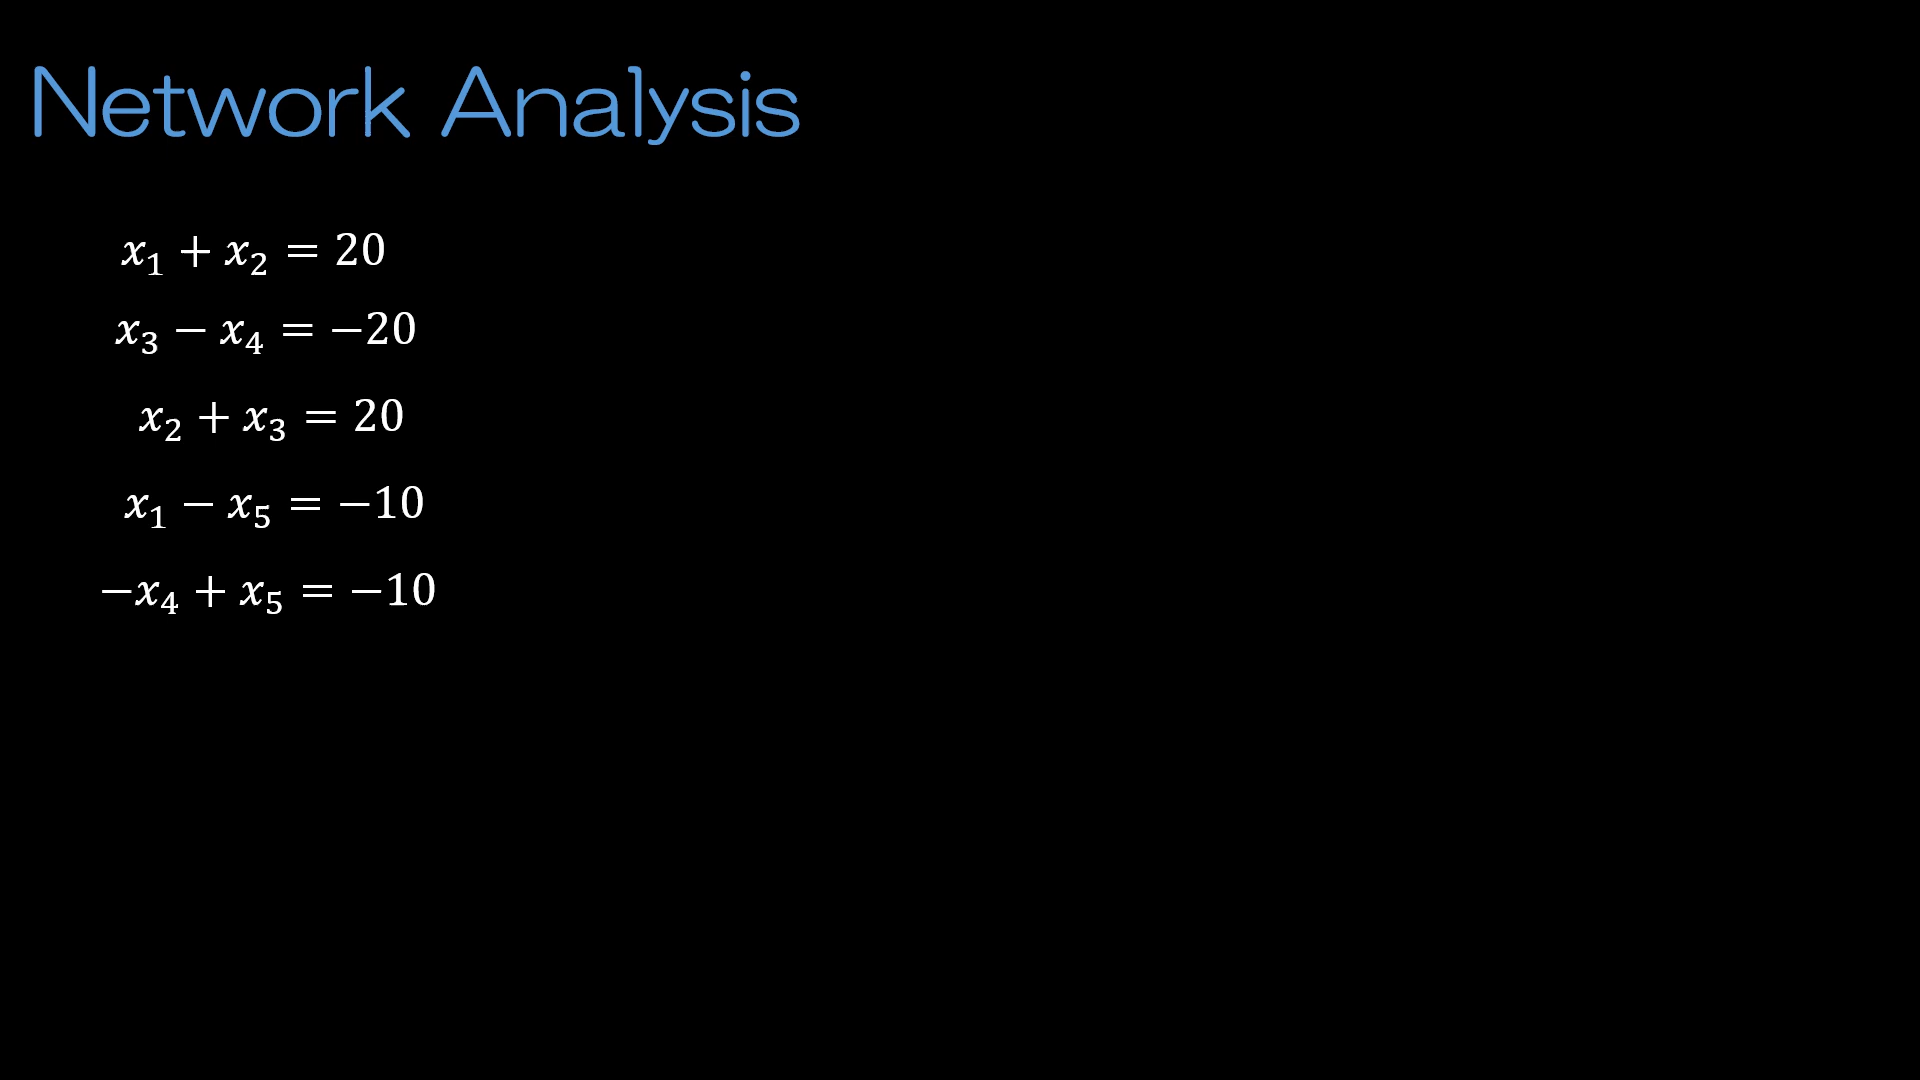 Network Analysis
x₁ + x₂ = 20
x₃ − x₄ = −20
x₂ + x₃ = 20
x₁ − x₅ = −10
−x₄ + x₅ = −10